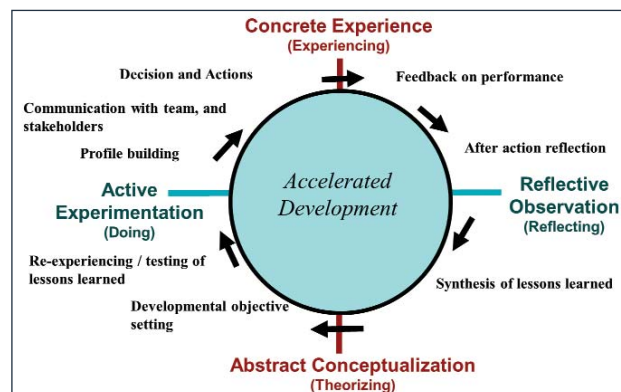 Concrete Experience
(Experiencing)
Decision and Actions
Feedback on performance
Communication with team, and
stakeholders
Profile building
After action reflection
Accelerated
Development
Active
Experimentation
(Doing)
Reflective
Observation
(Reflecting)
Re-experiencing / testing of
lessons learned
Synthesis of lessons learned
Developmental objective
setting
Abstract Conceptualization
(Theorizing)